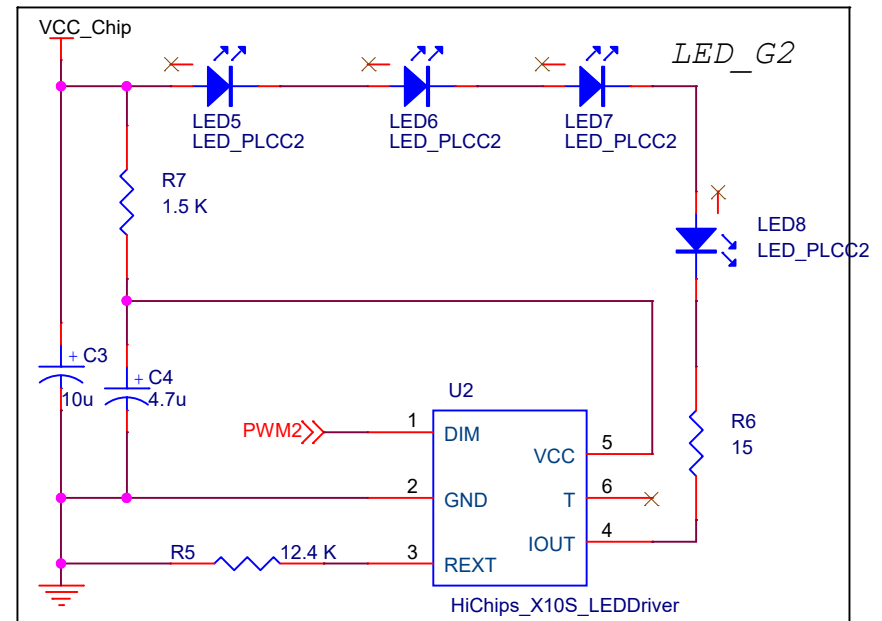 VCC_Chip
LED_G2
LED5
LED_PLCC2
LED6
LED_PLCC2
LED7
LED_PLCC2
R7
1.5 K
LED8
LED_PLCC2
+ C3
10u
+ C4
4.7u
U2
R6
15
PWM2
1
DIM
VCC
5
2
GND
T
6
IOUT
4
R5
12.4 K
3
REXT
HiChips_X10S_LEDDriver